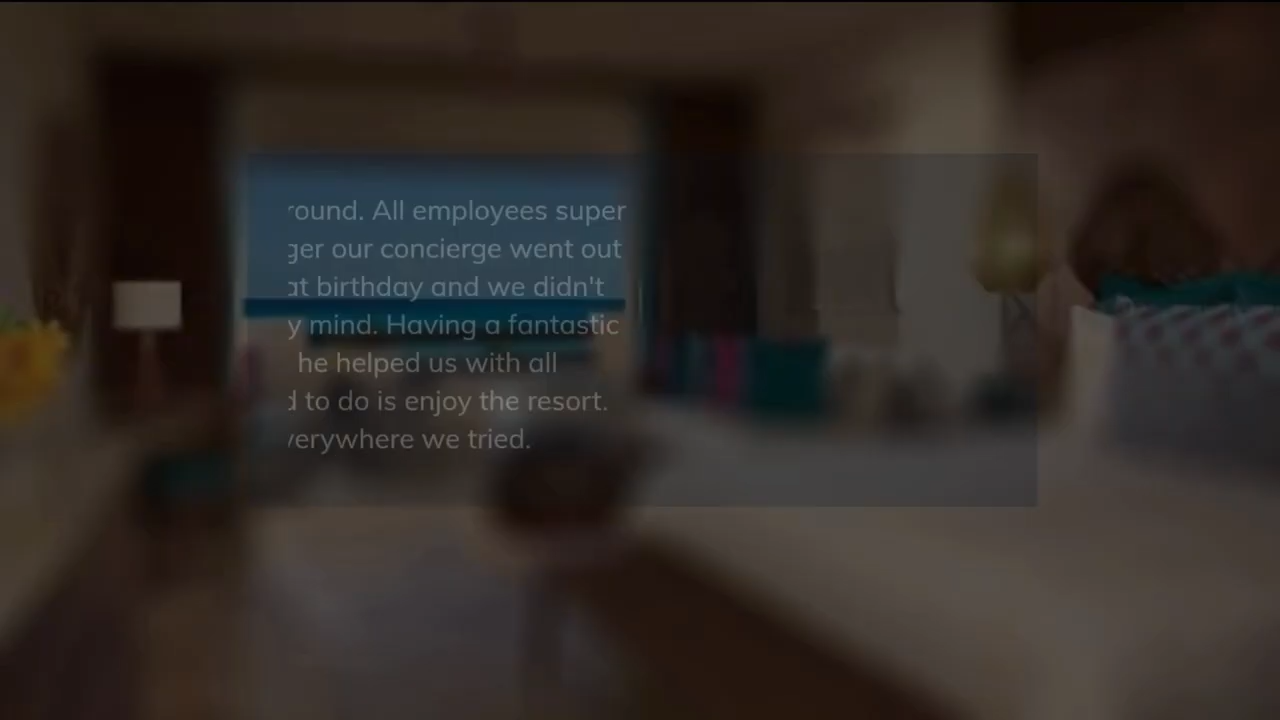 round. All employees super
ger our concierge went out
at birthday and we didn't
y mind. Having a fantastic
he helped us with all
d to do is enjoy the resort.
verywhere we tried.